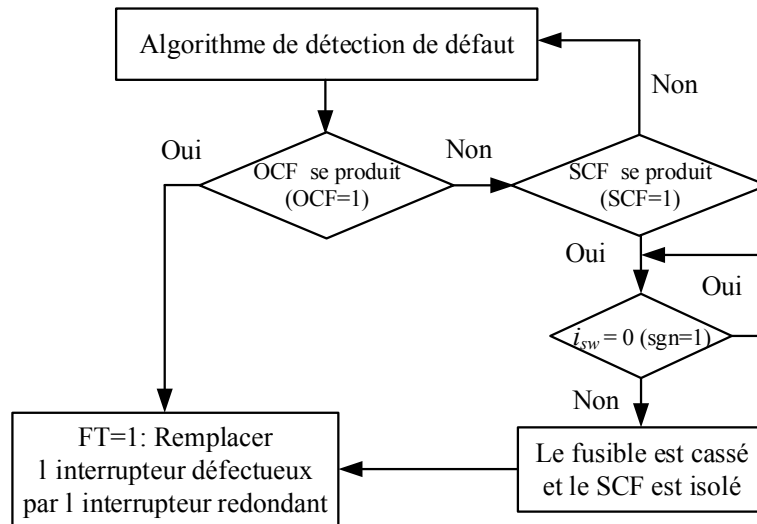 Algorithme de détection de défaut
Non
Oui
OCF se produit
(OCF=1)
Non
SCF se produit
(SCF=1)
Oui
Oui
isw = 0 (sgn=1)
Non
FT=1: Remplacer
l interrupteur défectueux
par l interrupteur redondant
Le fusible est cassé
et le SCF est isolé